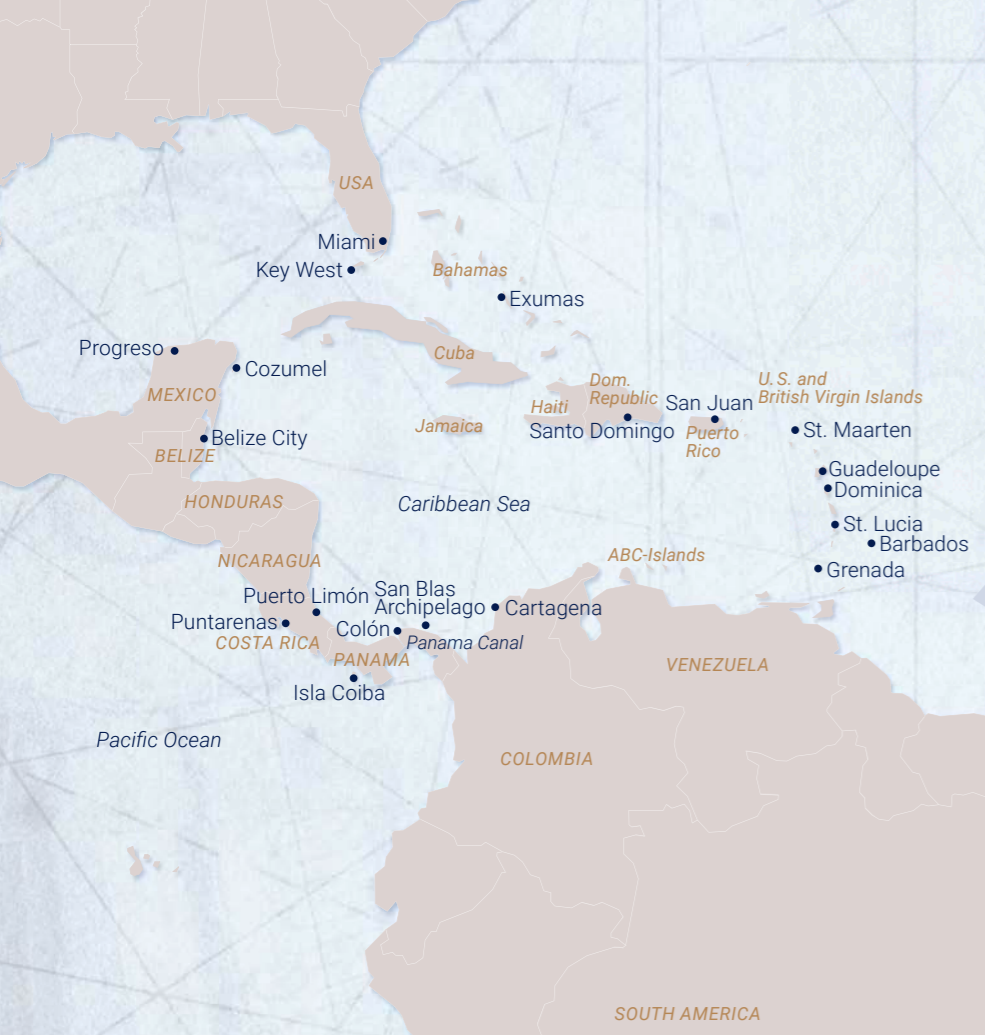 USA
Miami
Key West
Bahamas
Exumas
Progreso
Cozumel
Cuba
MEXICO
Dom.
Republic
U. S. and
British Virgin Islands
Haiti
San Juan
Jamaica
Santo Domingo
Puerto
Rico
St. Maarten
Belize City
BELIZE
Guadeloupe
Dominica
HONDURAS
Caribbean Sea
St. Lucia
Barbados
NICARAGUA
ABC-Islands
Grenada
Puerto Limón
San Blas
Archipelago
Cartagena
Puntarenas
Colón
COSTA RICA
Panama Canal
PANAMA
VENEZUELA
Isla Coiba
Pacific Ocean
COLOMBIA
SOUTH AMERICA